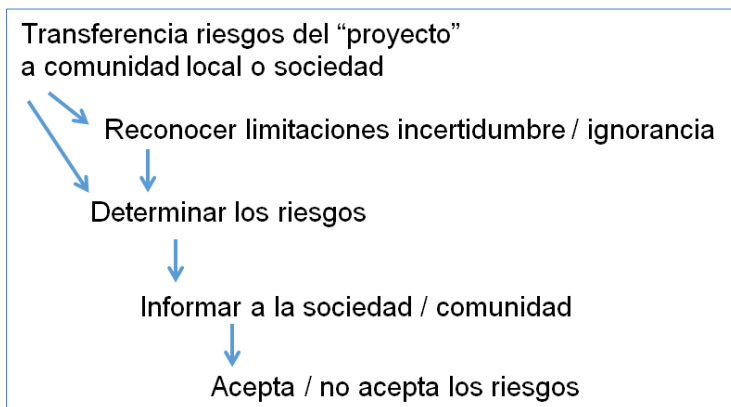 Transferencia riesgos del “proyecto”
a comunidad local o sociedad
Reconocer limitaciones incertidumbre / ignorancia
Determinar los riesgos
Informar a la sociedad / comunidad
Acepta / no acepta los riesgos